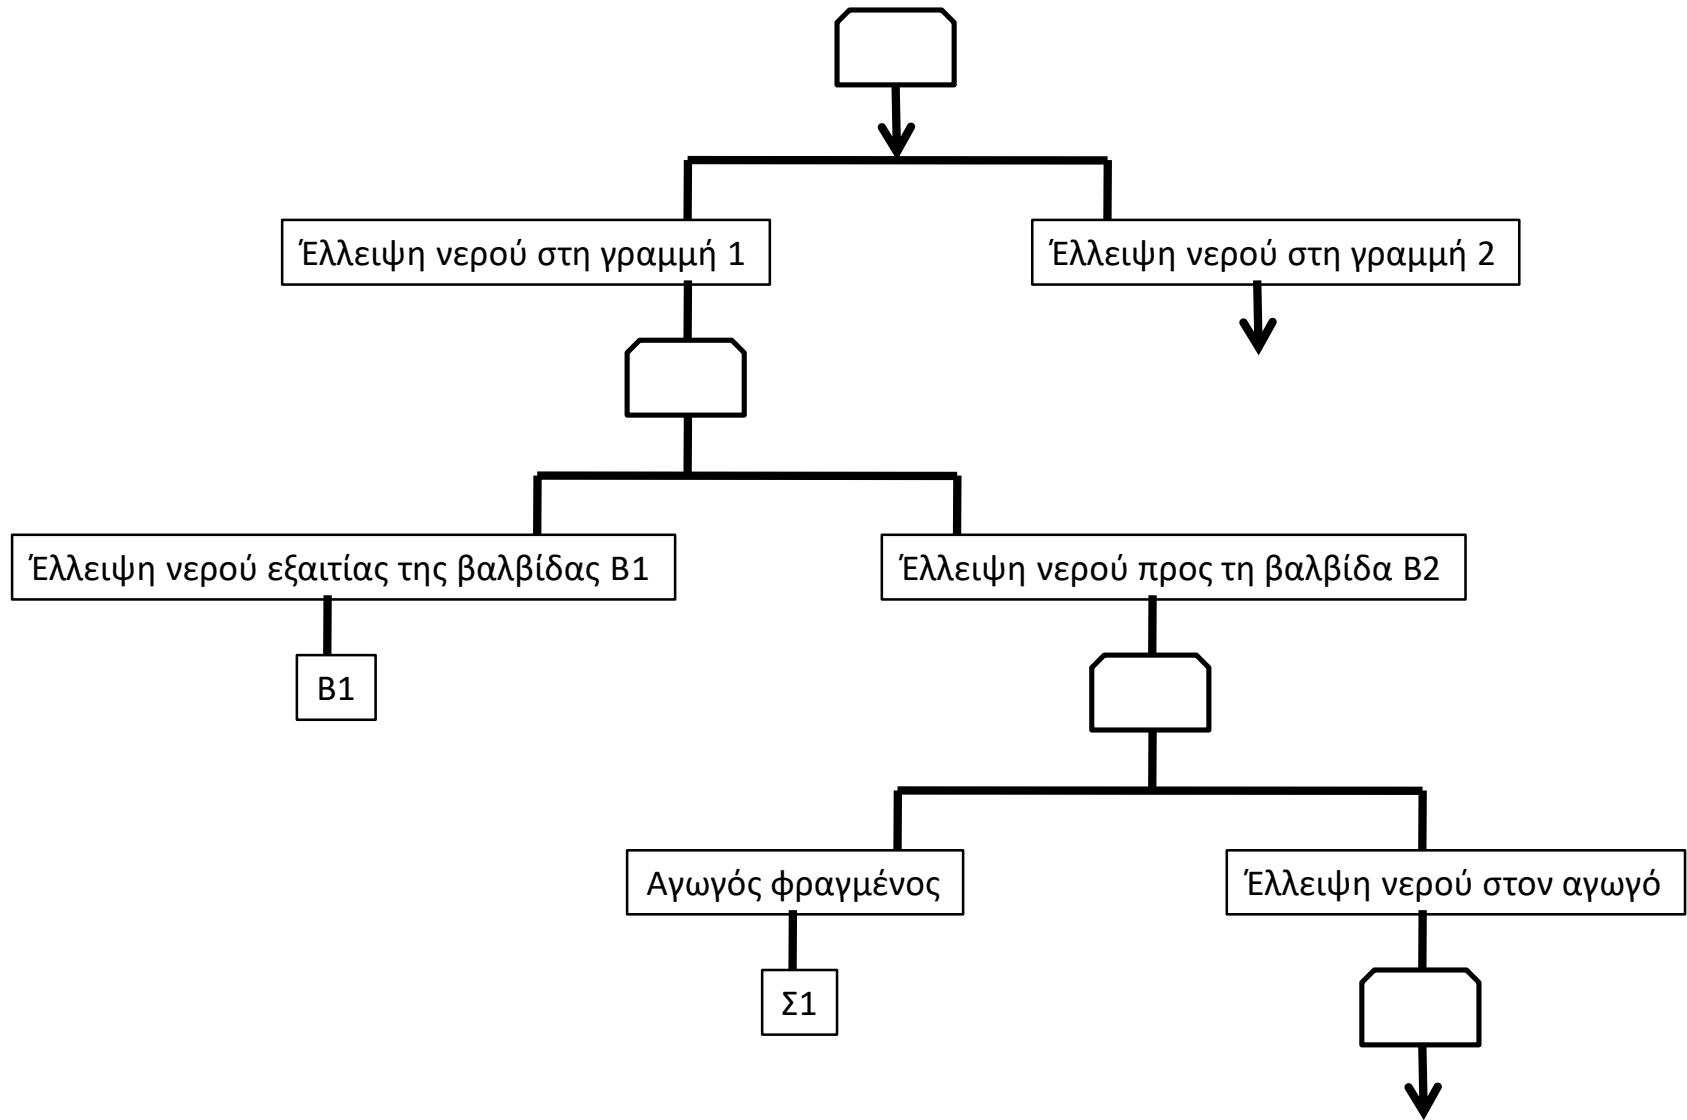 Έλλειψη νερού στη γραμμή 1
Έλλειψη νερού στη γραμμή 2
Έλλειψη νερού εξαιτίας της βαλβίδας Β1
Έλλειψη νερού προς τη βαλβίδα Β2
Β1
Αγωγός φραγμένος
Έλλειψη νερού στον αγωγό
Σ1